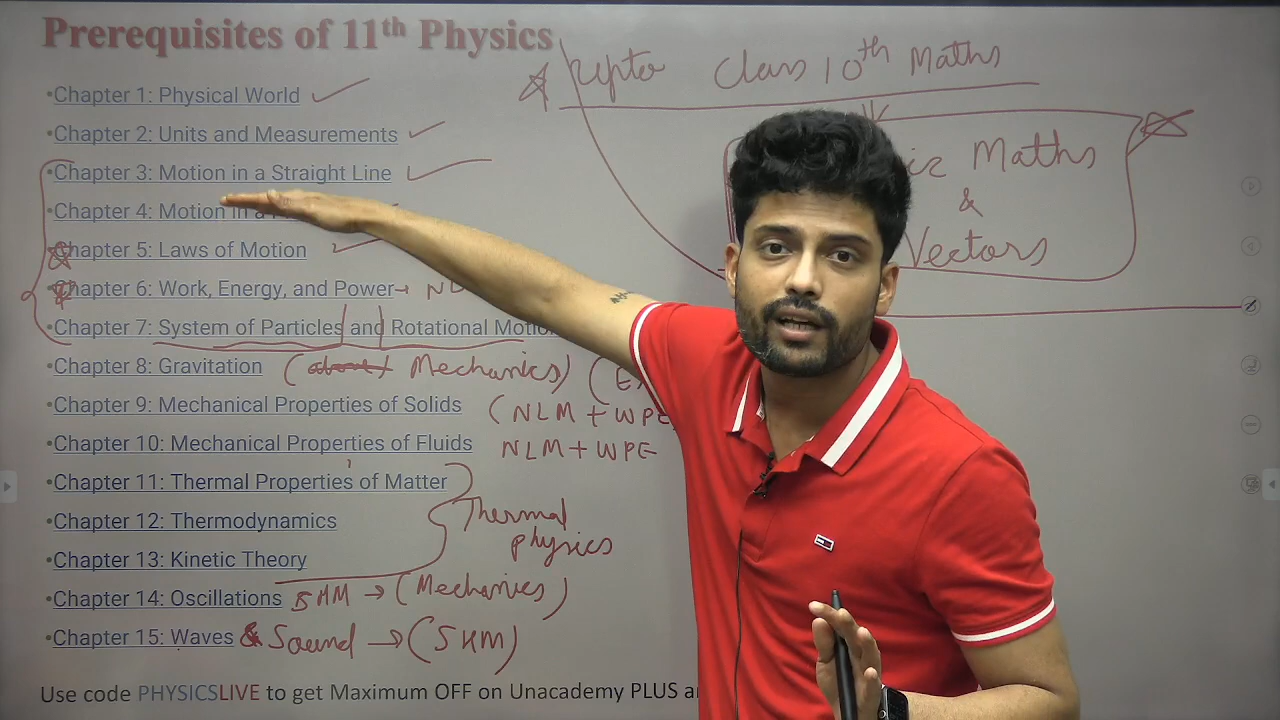 Prerequisites of 11th Physics
Upto Class 10th Maths
•Chapter 1: Physical World
•Chapter 2: Units and Measurements
Maths
&
Vectors
•Chapter 3: Motion in a Straight Line
•Chapter 4: Motion in a
•Chapter 5: Laws of Motion
•Chapter 6: Work, Energy, and Power →
•Chapter 7: System of Particles and Rotational Motion
•Chapter 8: Gravitation ( Mechanics) (
•Chapter 9: Mechanical Properties of Solids (NLM + WPE
•Chapter 10: Mechanical Properties of Fluids NLM + WPE
•Chapter 11: Thermal Properties of Matter
•Chapter 12: Thermodynamics
Thermal
physics
•Chapter 13: Kinetic Theory
•Chapter 14: Oscillations SHM → (Mechanics)
•Chapter 15: Waves & Sound → (SHM)
Use code PHYSICSLIVE to get Maximum OFF on Unacademy PLUS